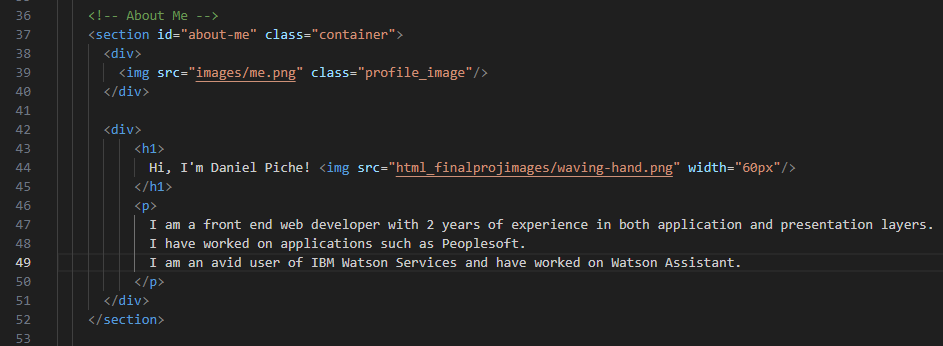 36 <!-- About Me -->
37 <section id="about-me" class="container">
38 <div>
39 <img src="images/me.png" class="profile_image"/>
40 </div>
41
42 <div>
43 <h1>
44 Hi, I'm Daniel Piche! <img src="html_finalprojimages/waving-hand.png" width="60px"/>
45 </h1>
46 <p>
47 I am a front end web developer with 2 years of experience in both application and presentation layers.
48 I have worked on applications such as Peoplesoft.
49 I am an avid user of IBM Watson Services and have worked on Watson Assistant.
50 </p>
51 </div>
52 </section>
53